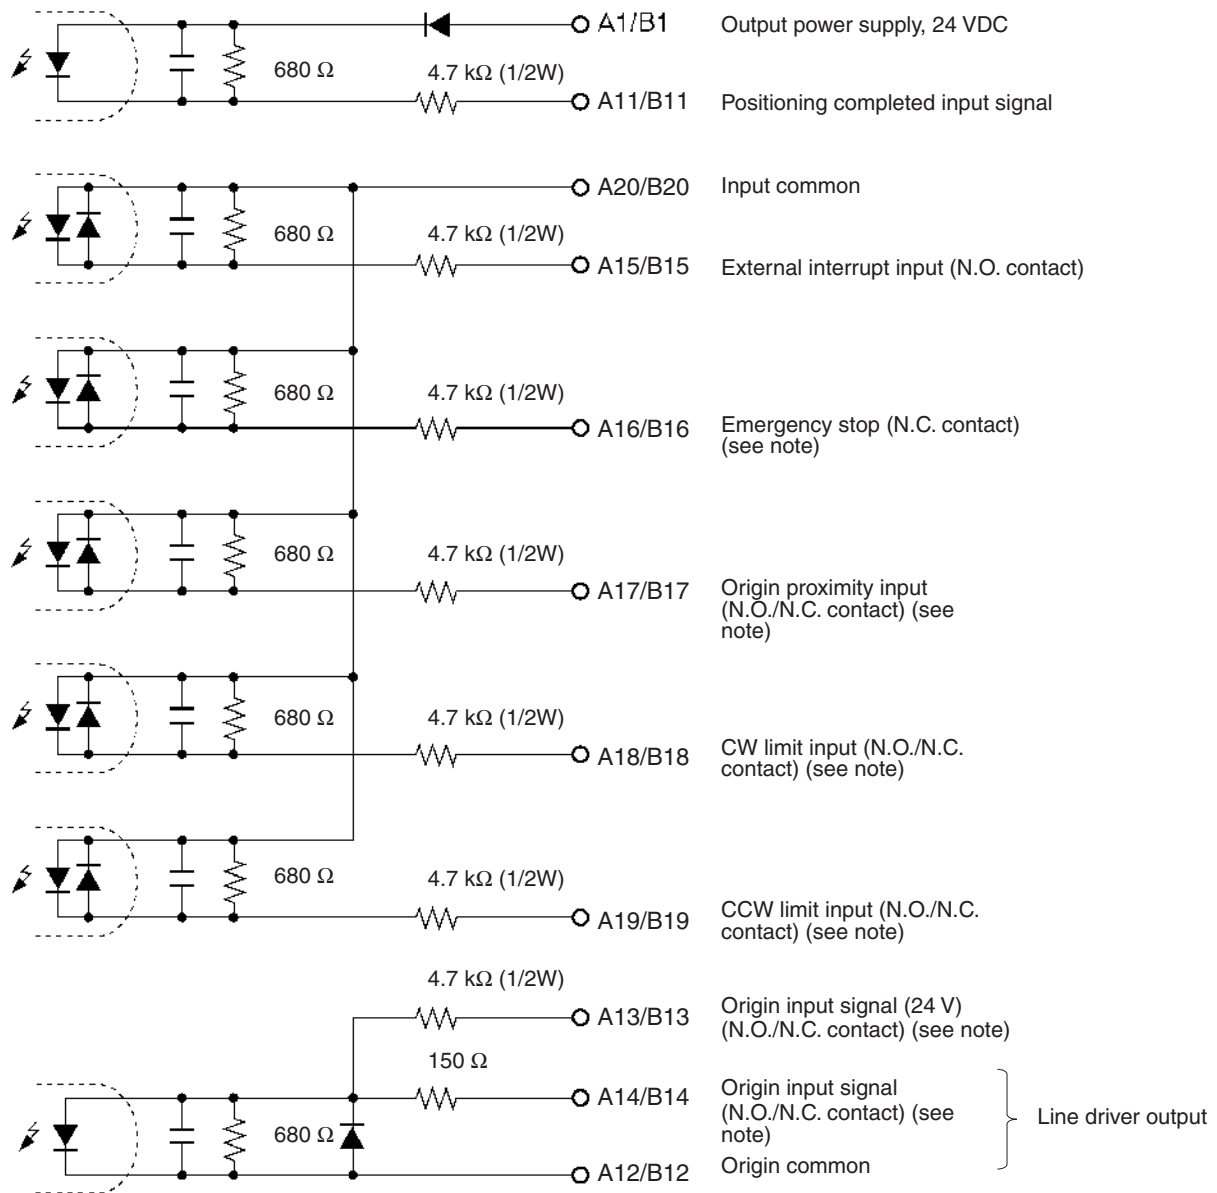 A1/B1 Output power supply, 24 VDC
680 Ω 4.7 kΩ (1/2W)
A11/B11 Positioning completed input signal
A20/B20 Input common
680 Ω 4.7 kΩ (1/2W)
A15/B15 External interrupt input (N.O. contact)
680 Ω 4.7 kΩ (1/2W)
A16/B16 Emergency stop (N.C. contact)
(see note)
680 Ω 4.7 kΩ (1/2W)
A17/B17 Origin proximity input
(N.O./N.C. contact) (see
note)
680 Ω 4.7 kΩ (1/2W)
A18/B18 CW limit input (N.O./N.C.
contact) (see note)
680 Ω 4.7 kΩ (1/2W)
A19/B19 CCW limit input (N.O./N.C.
contact) (see note)
4.7 kΩ (1/2W)
A13/B13 Origin input signal (24 V)
(N.O./N.C. contact) (see note)
150 Ω
A14/B14 Origin input signal
(N.O./N.C. contact) (see
note)
Line driver output
680 Ω
A12/B12 Origin common